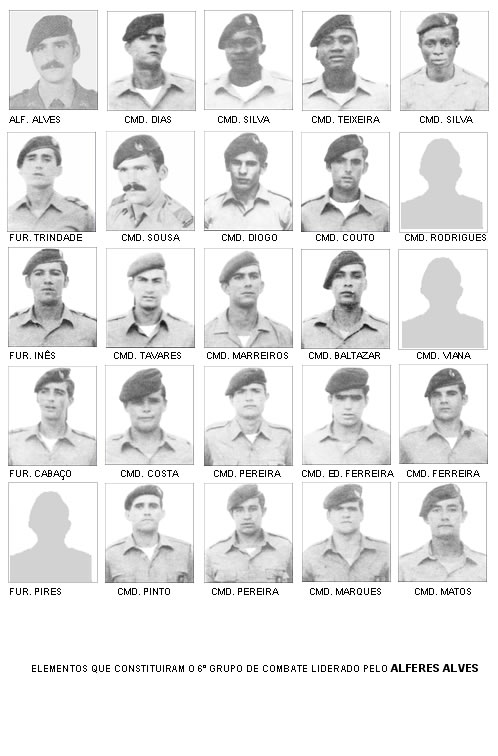 ALF. ALVES CMD. DIAS CMD. SILVA CMD. TEIXEIRA CMD. SILVA
FUR. TRINDADE CMD. SOUSA CMD. DIOGO CMD. COUTO CMD. RODRIGUES
FUR. INÊS CMD. TAVARES CMD. MARREIROS CMD. BALTAZAR CMD. VIANA
FUR. CABAÇO CMD. COSTA CMD. PEREIRA CMD. ED. FERREIRA CMD. FERREIRA
FUR. PIRES CMD. PINTO CMD. PEREIRA CMD. MARQUES CMD. MATOS
ELEMENTOS QUE CONSTITUIRAM O 6º GRUPO DE COMBATE LIDERADO PELO ALFERES ALVES